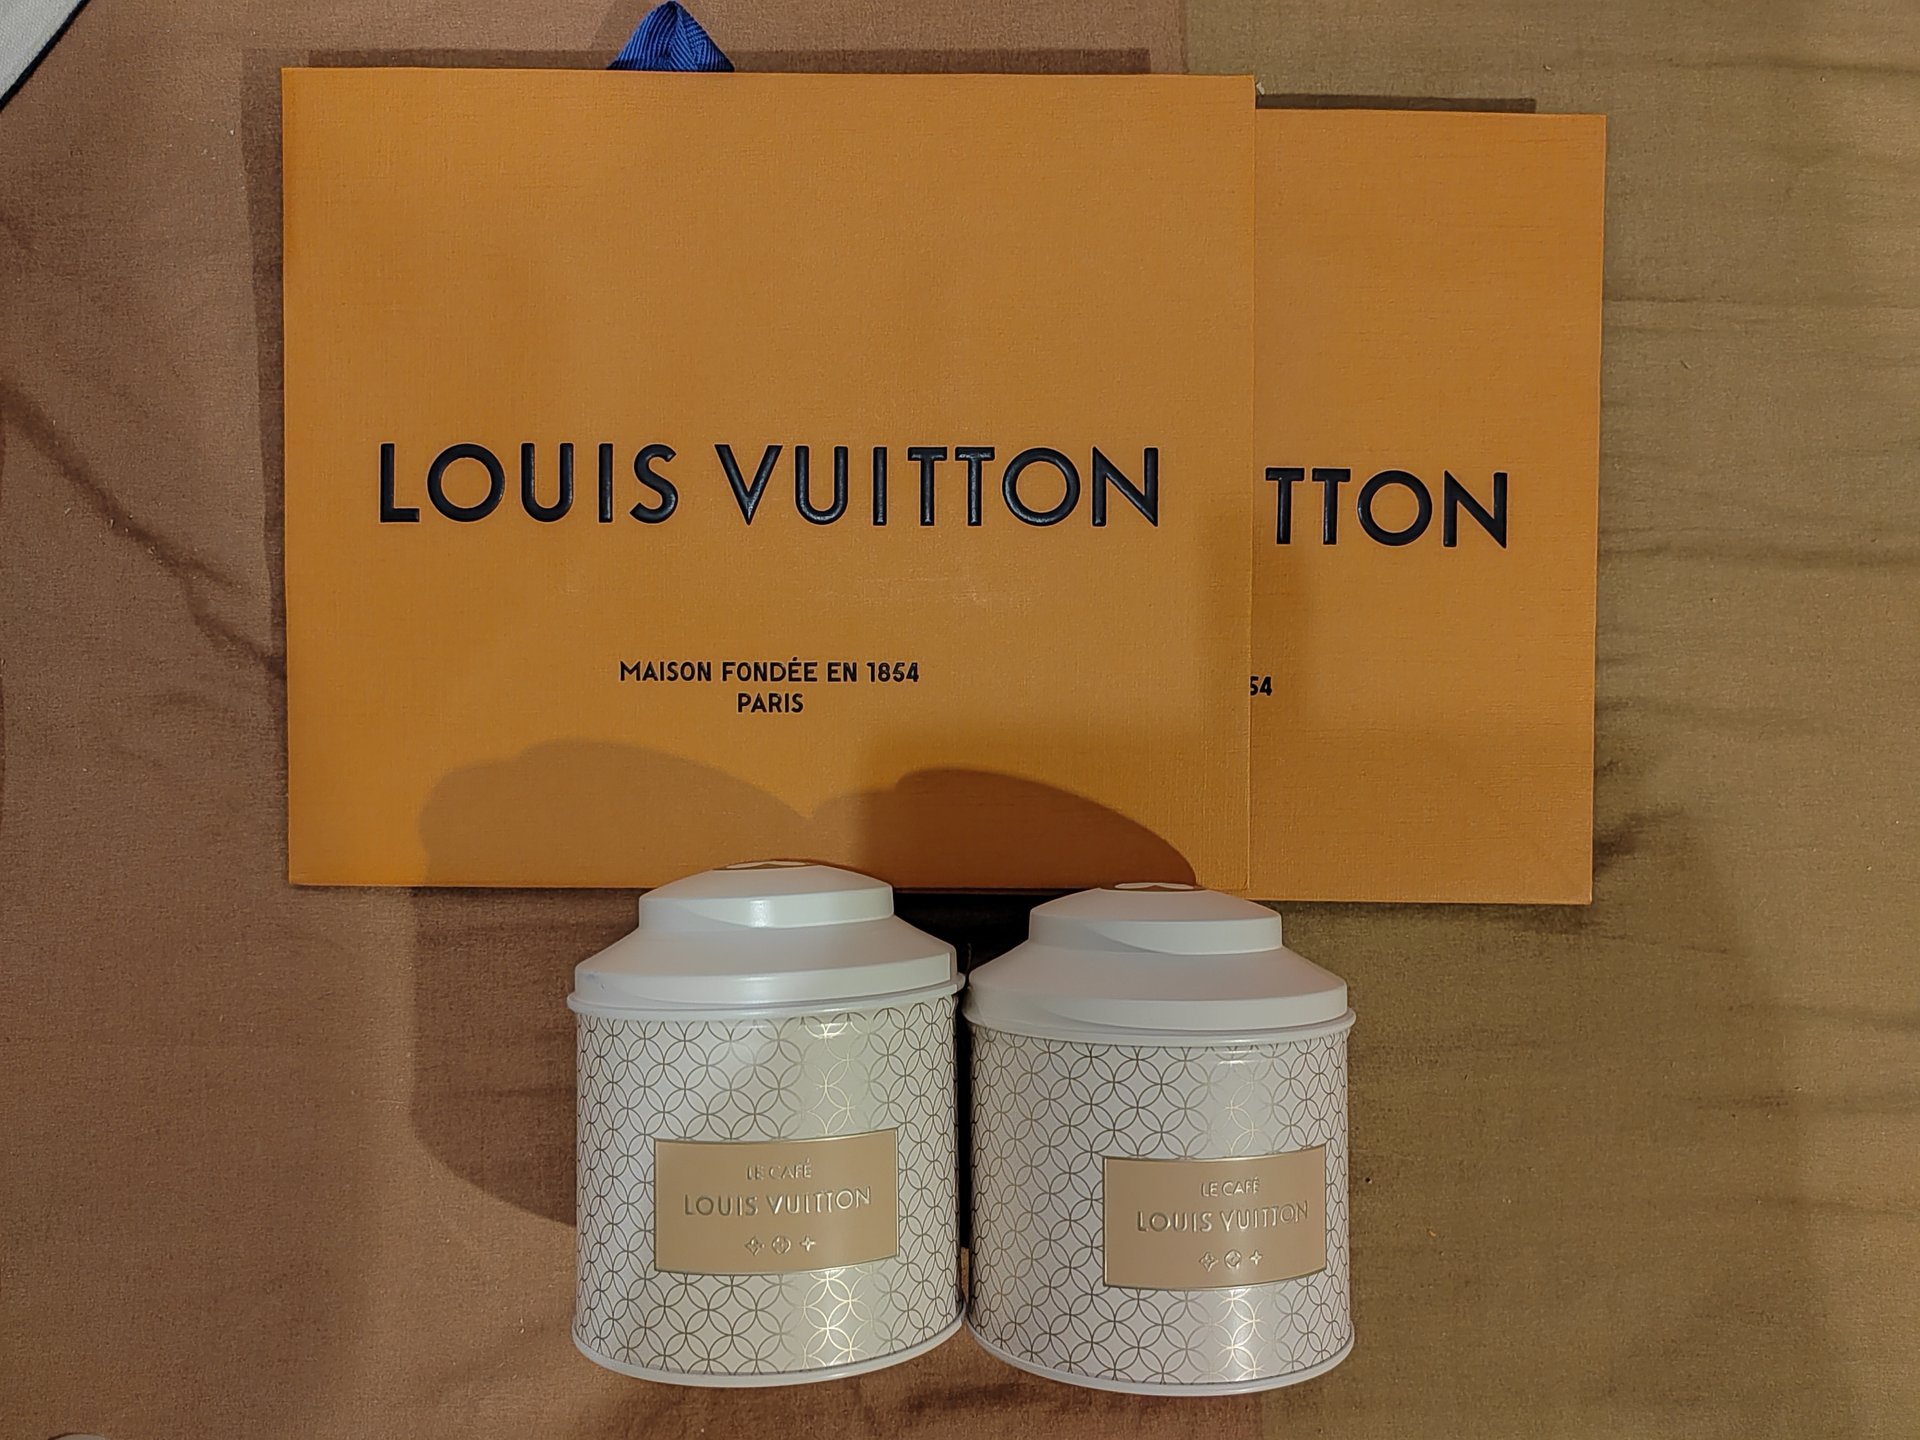 LOUIS VUITTON
MAISON FONDÉE EN 1854
PARIS
TTON
54
LE CAFÉ
LOUIS VUITTON
LE CAFÉ
LOUIS VUITTON